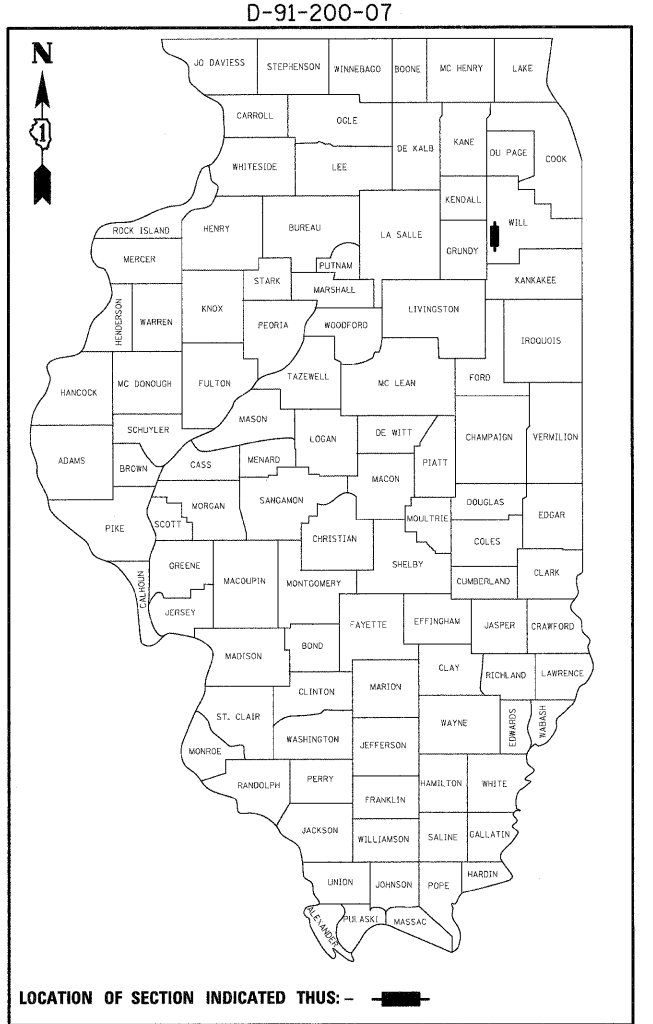 D-91-200-07
N
1
JO DAVIESS STEPHENSON WINNEBAGO BOONE MC HENRY LAKE
CARROLL OGLE DE KALB KANE DU PAGE COOK
WHITESIDE LEE
KENDALL WILL
ROCK ISLAND HENRY BUREAU LA SALLE GRUNDY
MERCER PUTNAM
STARK MARSHALL KANKAKEE
HENDERSON WARREN KNOX PEORIA WOODFORD LIVINGSTON IROQUOIS
HANCOCK MC DONOUGH FULTON TAZEWELL MC LEAN FORD
MASON
SCHUYLER LOGAN DE WITT CHAMPAIGN VERMILION
ADAMS BROWN CASS MENARD PIATT
MACON
PIKE SCOTT MORGAN SANGAMON MOULTRIE DOUGLAS EDGAR
CHRISTIAN COLES
CALHOUN GREENE MACOUPIN MONTGOMERY SHELBY CUMBERLAND CLARK
JERSEY
MADISON BOND FAYETTE EFFINGHAM JASPER CRAWFORD
CLINTON MARION CLAY RICHLAND LAWRENCE
ST. CLAIR WAYNE EDWARDS WABASH
MONROE WASHINGTON JEFFERSON
RANDOLPH PERRY HAMILTON WHITE
FRANKLIN
JACKSON WILLIAMSON SALINE GALLATIN
UNION JOHNSON POPE HARDIN
ALEXANDER PULASKI MASSAC
LOCATION OF SECTION INDICATED THUS: -